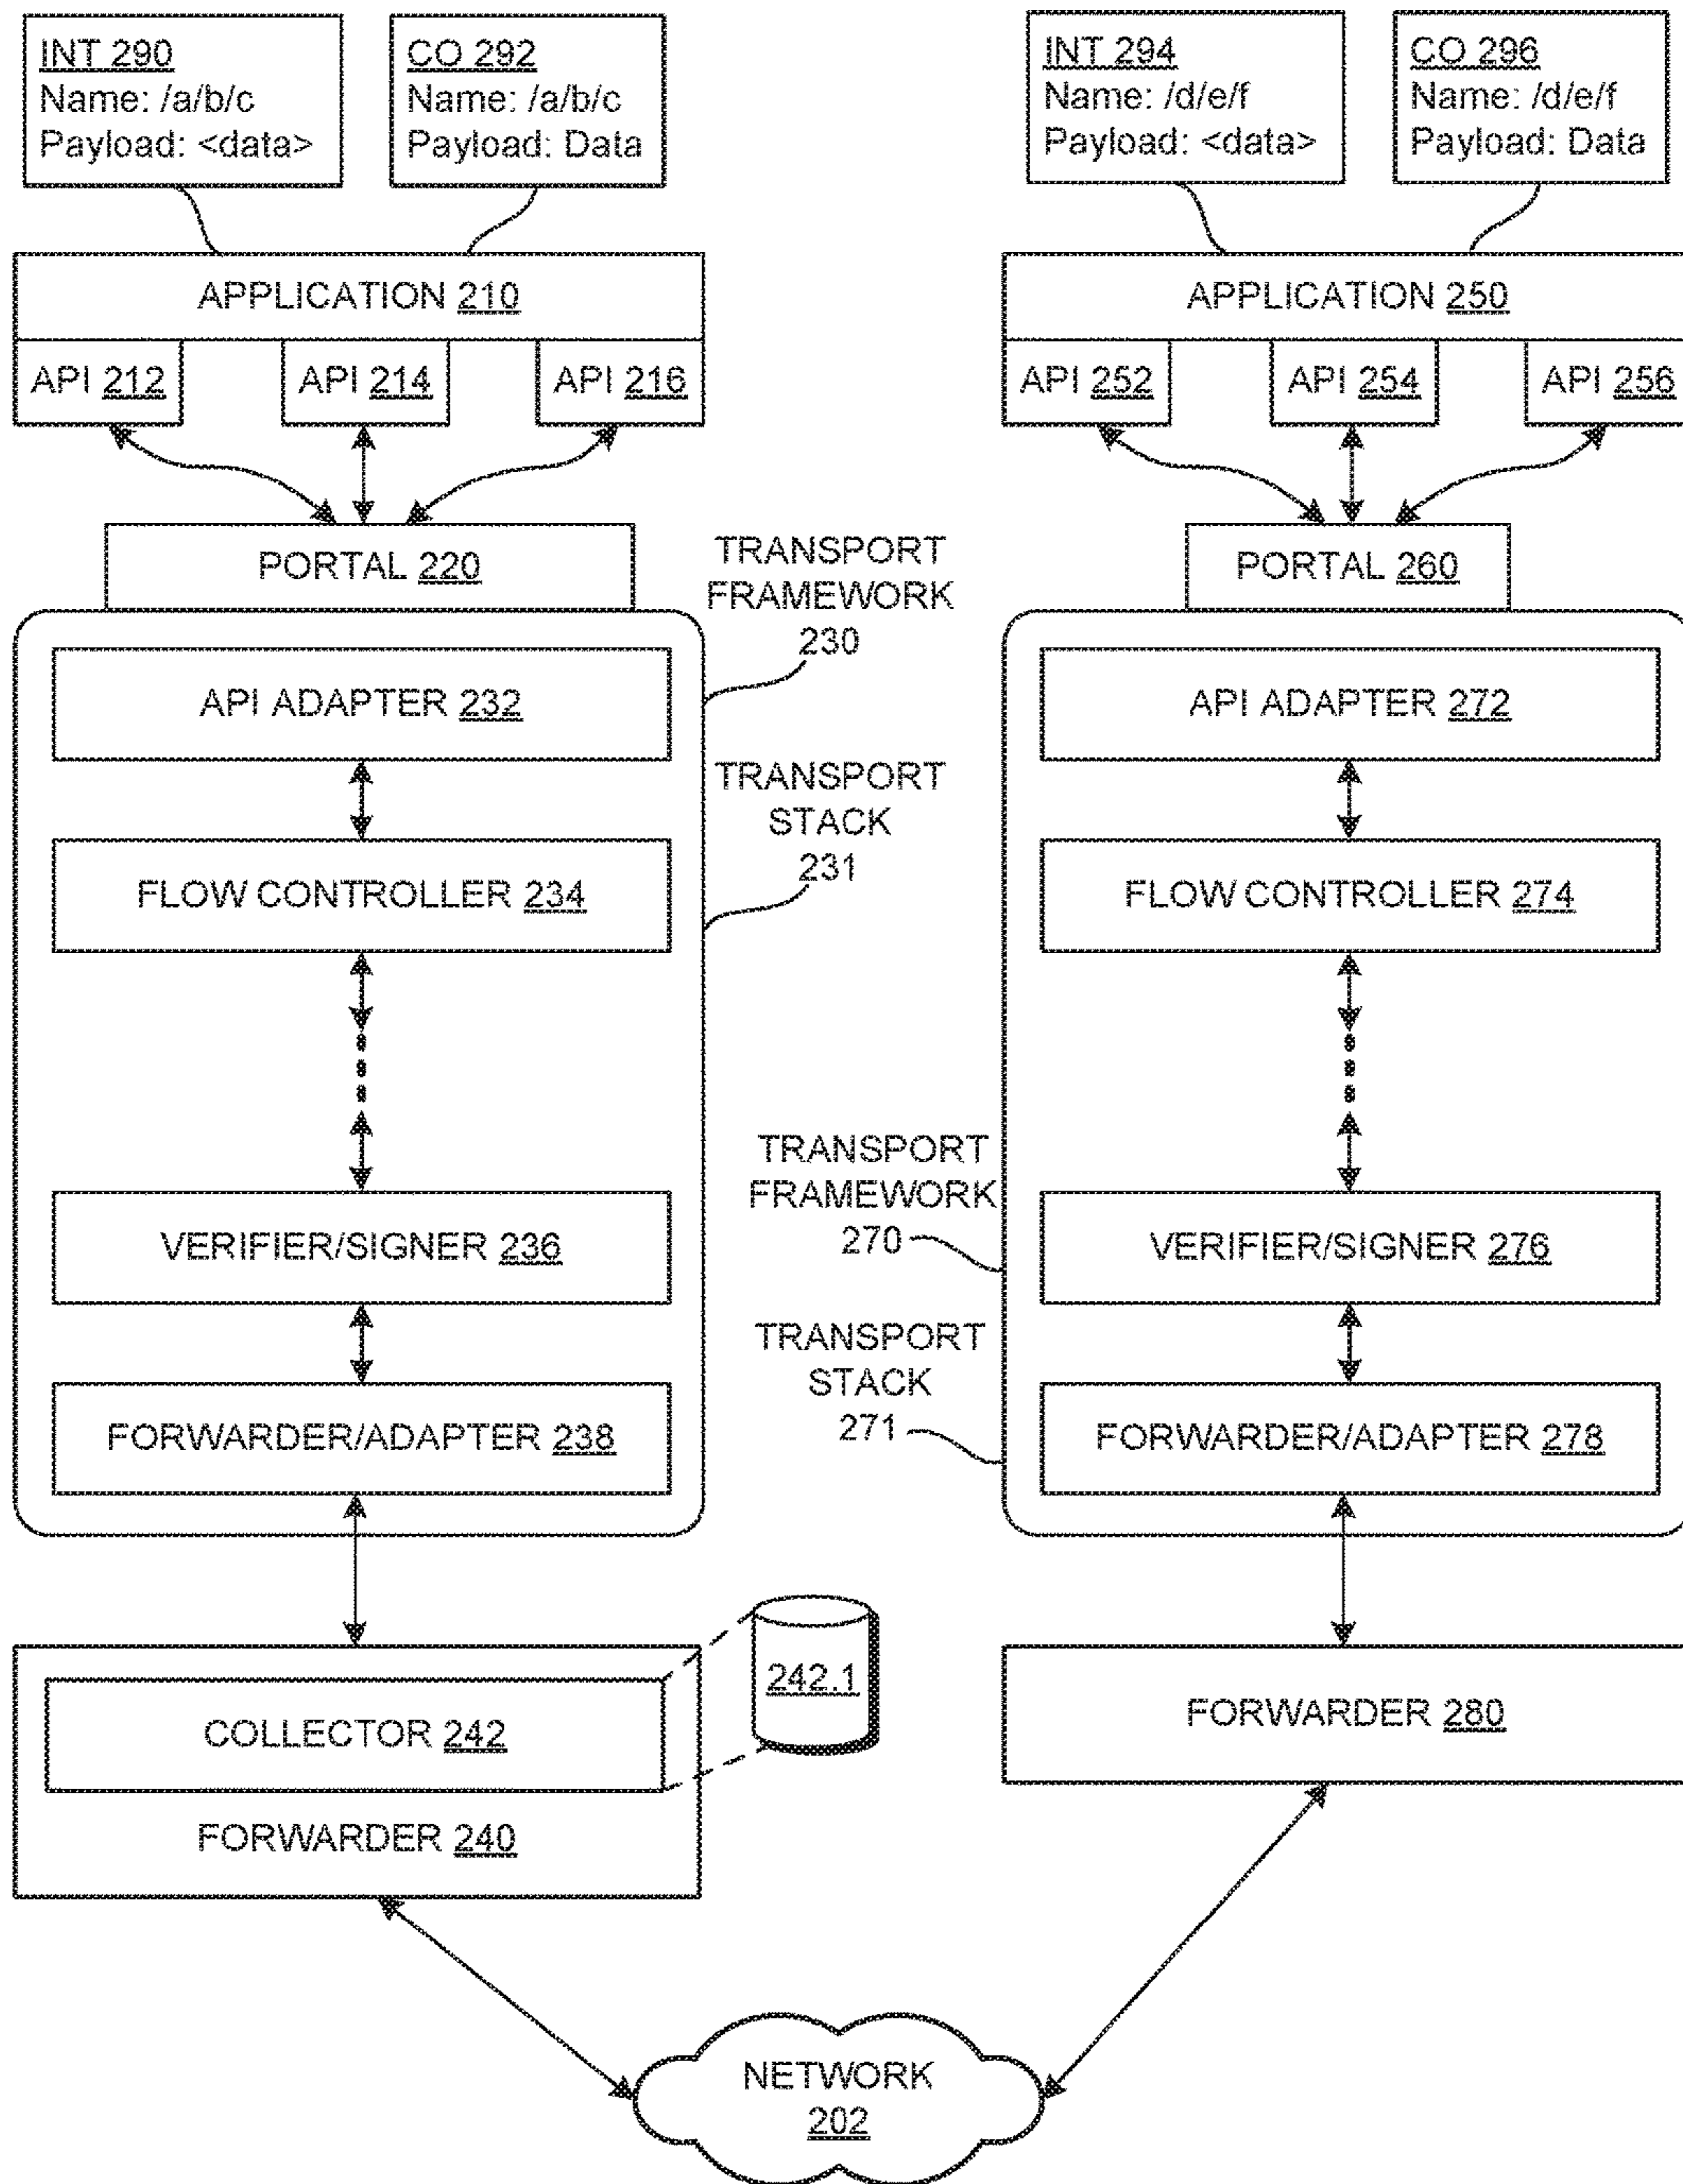 INT 290
Name: /a/b/c
Payload: <data>
CO 292
Name: /a/b/c
Payload: Data
INT 294
Name: /d/e/f
Payload: <data>
CO 296
Name: /d/e/f
Payload: Data
APPLICATION 210
API 212
API 214
API 216
APPLICATION 250
API 252
API 254
API 256
PORTAL 220
TRANSPORT
FRAMEWORK
230
PORTAL 260
API ADAPTER 232
API ADAPTER 272
TRANSPORT
STACK
231
FLOW CONTROLLER 234
FLOW CONTROLLER 274
TRANSPORT
FRAMEWORK
270
VERIFIER/SIGNER 236
VERIFIER/SIGNER 276
TRANSPORT
STACK
271
FORWARDER/ADAPTER 238
FORWARDER/ADAPTER 278
COLLECTOR 242
242.1
FORWARDER 240
FORWARDER 280
NETWORK
202